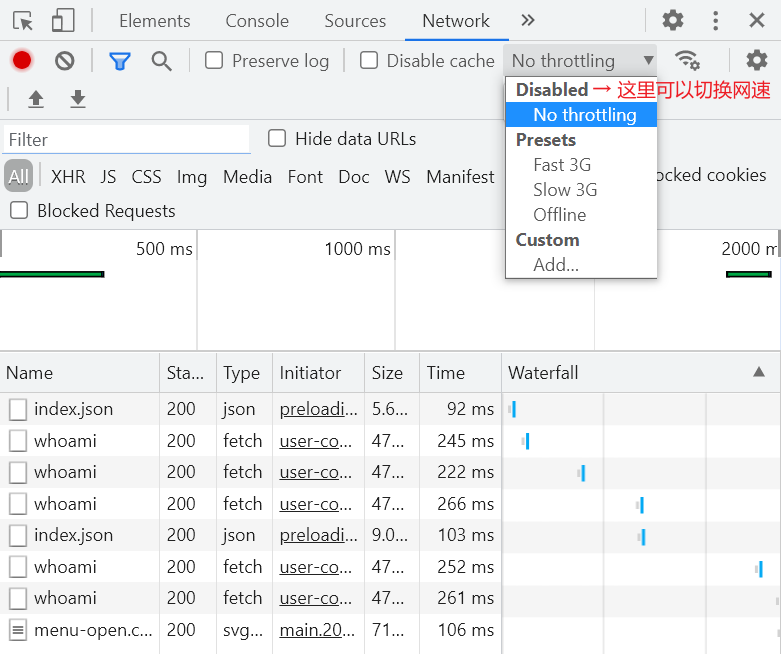 Elements Console Sources Network
Preserve log Disable cache No throttling
Disabled → 这里可以切换网速
No throttling
Presets
Fast 3G
Slow 3G
Offline
Custom
Add...
Filter Hide data URLs
All XHR JS CSS Img Media Font Doc WS Manifest ocked cookies
Blocked Requests
500 ms 1000 ms 2000 m
Name Sta... Type Initiator Size Time Waterfall
index.json 200 json preloadi... 5.6... 92 ms
whoami 200 fetch user-co... 47... 245 ms
whoami 200 fetch user-co... 47... 222 ms
whoami 200 fetch user-co... 47... 266 ms
index.json 200 json preloadi... 9.0... 103 ms
whoami 200 fetch user-co... 47... 252 ms
whoami 200 fetch user-co... 47... 261 ms
menu-open.c... 200 svg... main.20... 71... 106 ms